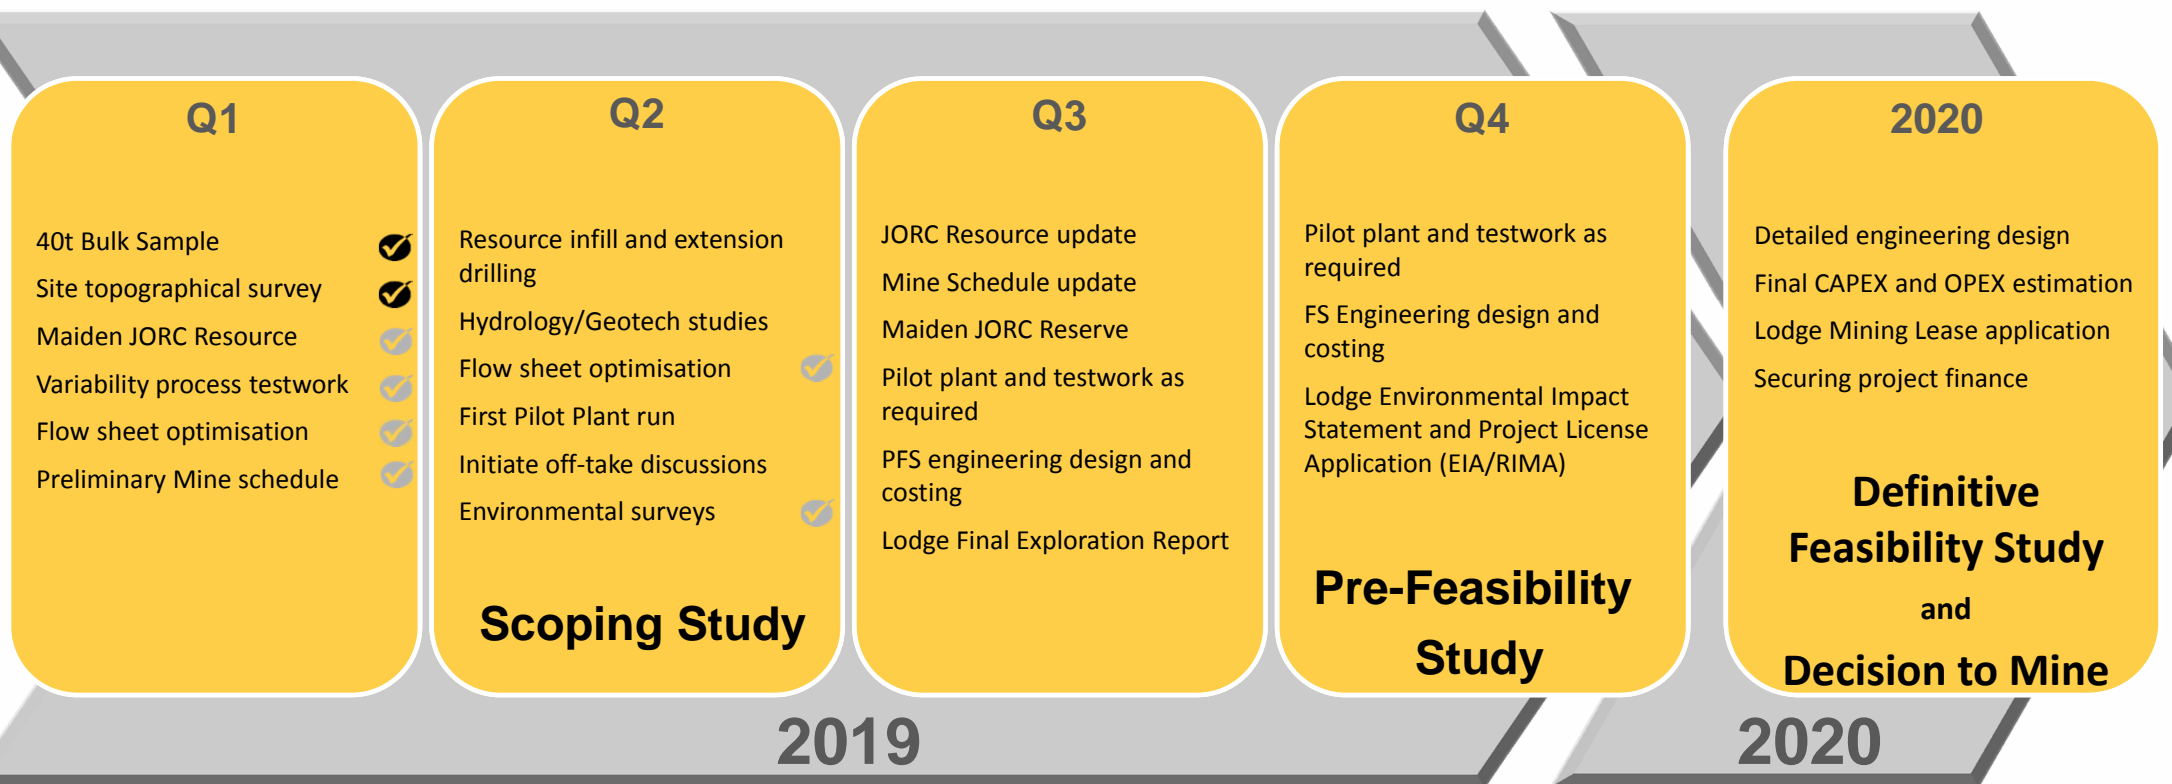 Q1
40t Bulk Sample
Site topographical survey
Maiden JORC Resource
Variability process testwork
Flow sheet optimisation
Preliminary Mine schedule
Q2
Resource infill and extension
drilling
Hydrology/Geotech studies
Flow sheet optimisation
First Pilot Plant run
Initiate off-take discussions
Environmental surveys
Scoping Study
Q3
JORC Resource update
Mine Schedule update
Maiden JORC Reserve
Pilot plant and testwork as
required
PFS engineering design and
costing
Lodge Final Exploration Report
Q4
Pilot plant and testwork as
required
FS Engineering design and
costing
Lodge Environmental Impact
Statement and Project License
Application (EIA/RIMA)
Pre-Feasibility
Study
2020
Detailed engineering design
Final CAPEX and OPEX estimation
Lodge Mining Lease application
Securing project finance
Definitive
Feasibility Study
and
Decision to Mine
2019
2020